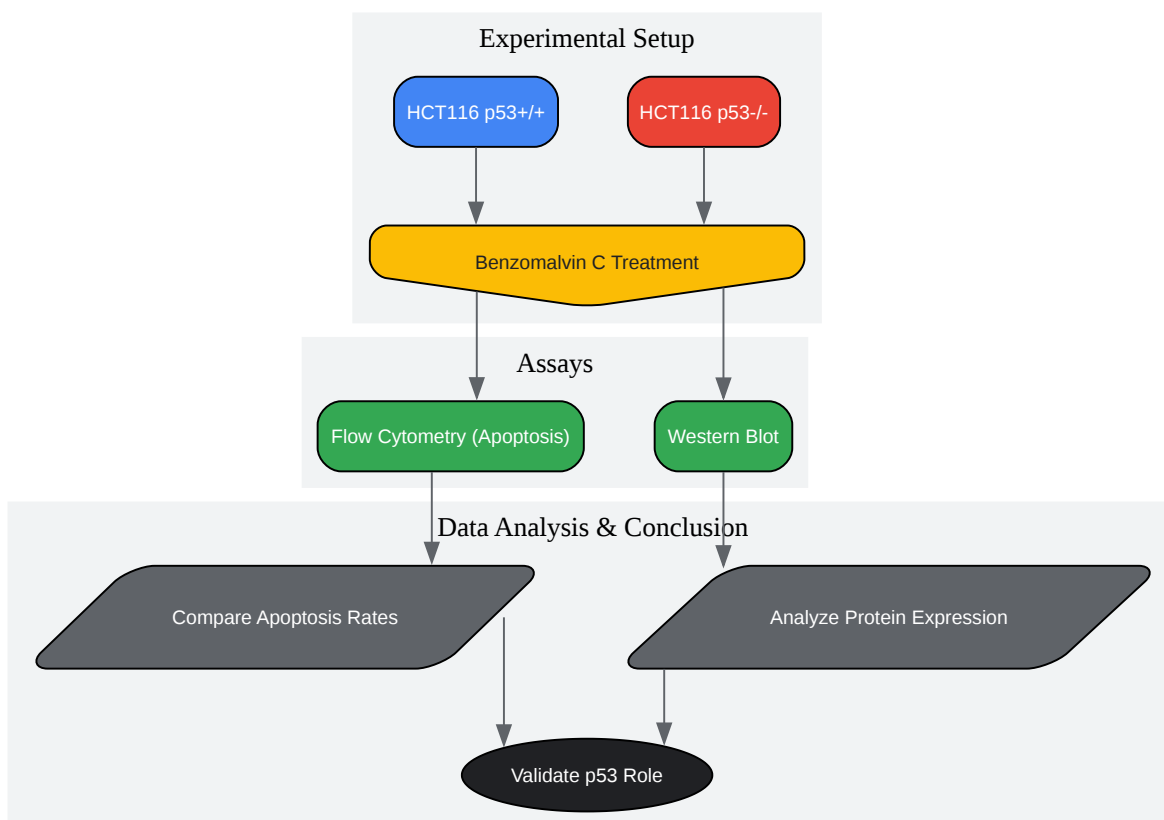 Experimental Setup
HCT116 p53+/+
HCT116 p53-/-
Benzomalvin C Treatment
Assays
Flow Cytometry (Apoptosis)
Western Blot
Data Analysis & Conclusion
Compare Apoptosis Rates
Analyze Protein Expression
Validate p53 Role